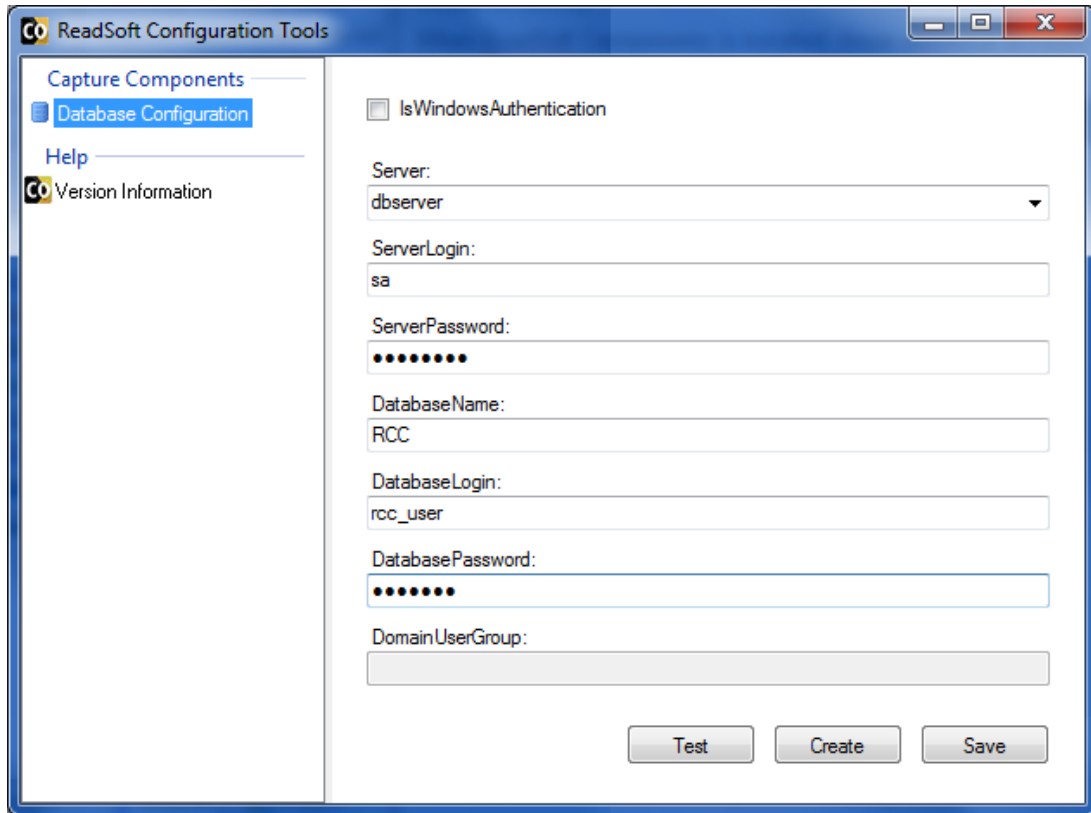 ReadSoft Configuration Tools
Capture Components
Database Configuration
Help
Version Information
IsWindowsAuthentication
Server:
dbserver
ServerLogin:
sa
ServerPassword:
●●●●●●●●
DatabaseName:
RCC
DatabaseLogin:
rcc_user
DatabasePassword:
●●●●●●●
DomainUserGroup:
Test Create Save